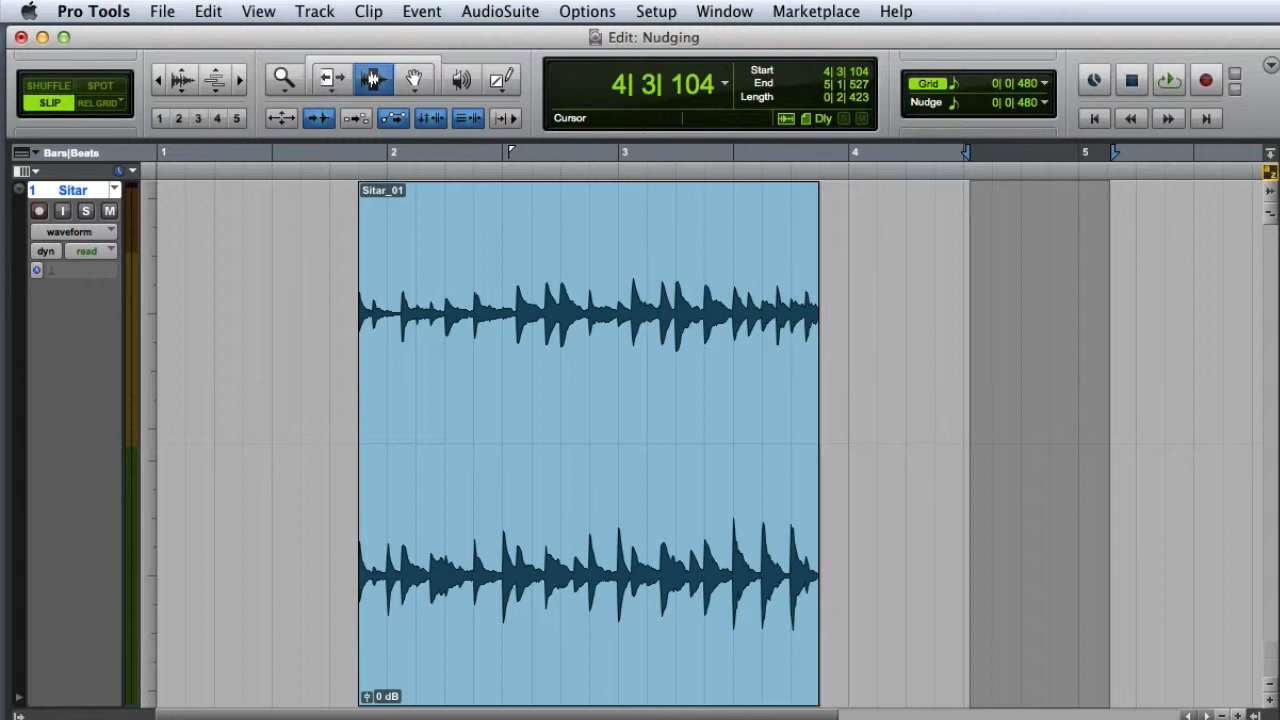 Pro Tools File Edit View Track Clip Event AudioSuite Options Setup Window Marketplace Help
Edit: Nudging
SHUFFLE SPOT
SLIP REL GRID
1 2 3 4 5
4| 3| 104
Start 4| 3| 104
End 5| 1| 527
Length 0| 2| 423
Cursor
Dly S M
Grid 0| 0| 480
Nudge 0| 0| 480
Bars|Beats 1 2 3 4 5
a
z
1 Sitar
I S M
waveform
dyn read
Sitar_01
0 dB